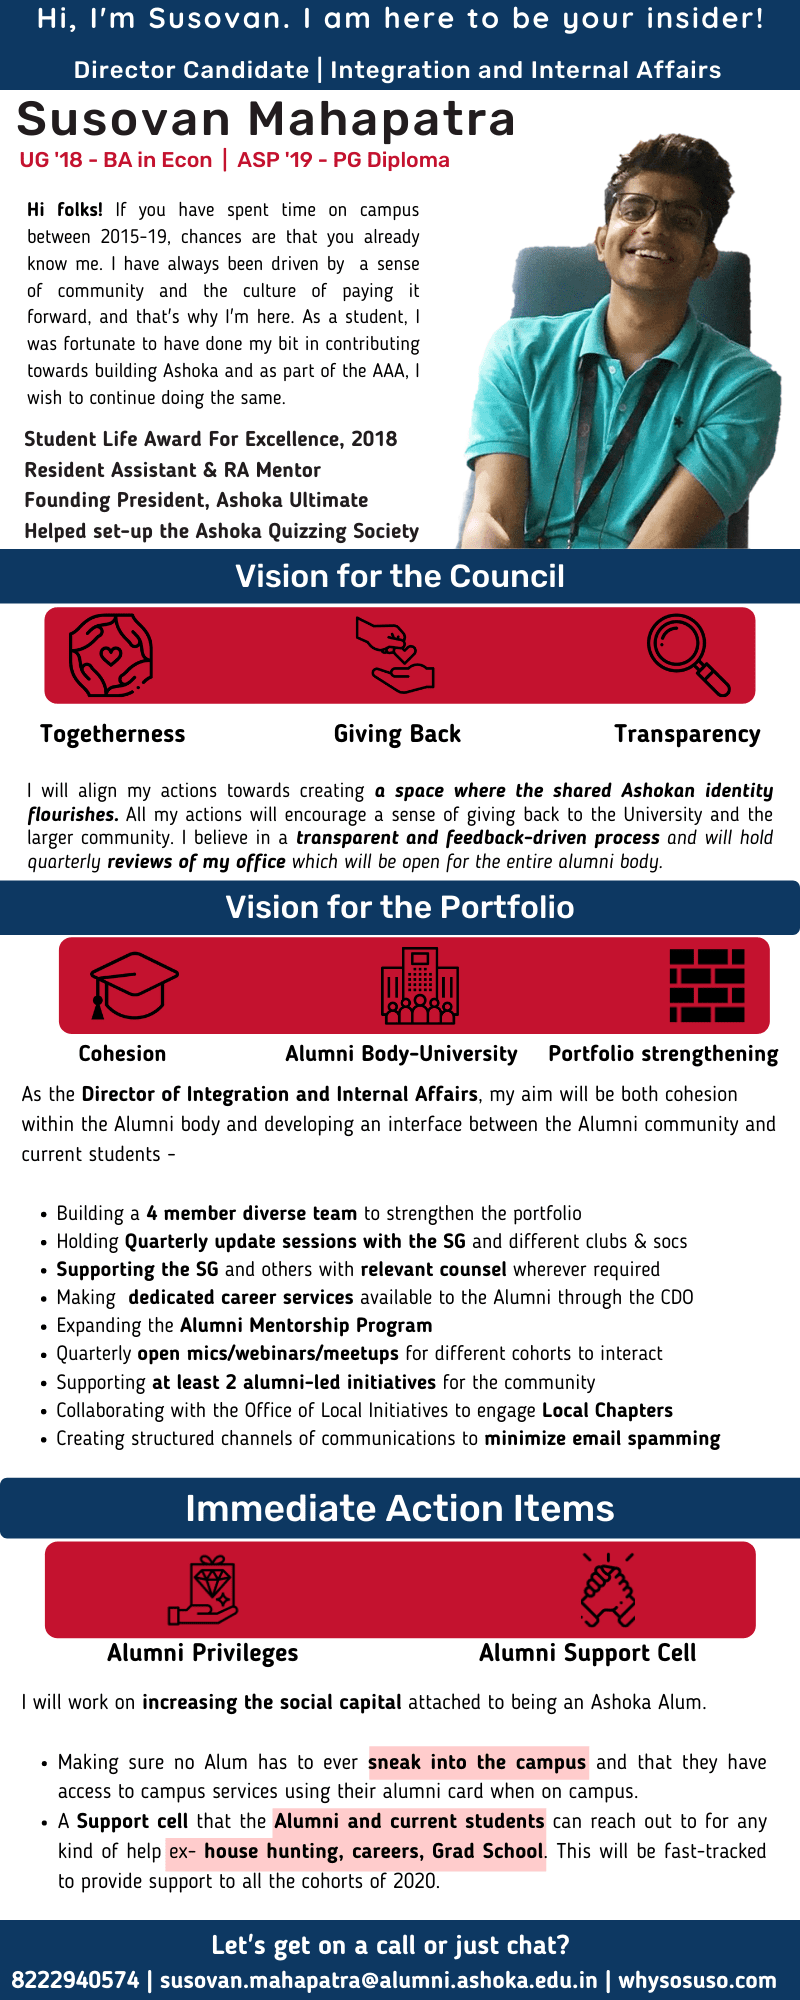 Hi, I'm Susovan. I am here to be your insider!
Director Candidate | Integration and Internal Affairs
Susovan Mahapatra
UG '18 - BA in Econ | ASP '19 - PG Diploma
Hi folks! If you have spent time on campus
between 2015-19, chances are that you already
know me. I have always been driven by a sense
of community and the culture of paying it
forward, and that's why I'm here. As a student, I
was fortunate to have done my bit in contributing
towards building Ashoka and as part of the AAA, I
wish to continue doing the same.
Student Life Award For Excellence, 2018
Resident Assistant & RA Mentor
Founding President, Ashoka Ultimate
Helped set-up the Ashoka Quizzing Society
Vision for the Council
Togetherness Giving Back Transparency
I will align my actions towards creating a space where the shared Ashokan identity
flourishes. All my actions will encourage a sense of giving back to the University and the
larger community. I believe in a transparent and feedback-driven process and will hold
quarterly reviews of my office which will be open for the entire alumni body.
Vision for the Portfolio
Cohesion Alumni Body-University Portfolio strengthening
As the Director of Integration and Internal Affairs, my aim will be both cohesion
within the Alumni body and developing an interface between the Alumni community and
current students -
• Building a 4 member diverse team to strengthen the portfolio
• Holding Quarterly update sessions with the SG and different clubs & socs
• Supporting the SG and others with relevant counsel wherever required
• Making dedicated career services available to the Alumni through the CDO
• Expanding the Alumni Mentorship Program
• Quarterly open mics/webinars/meetups for different cohorts to interact
• Supporting at least 2 alumni-led initiatives for the community
• Collaborating with the Office of Local Initiatives to engage Local Chapters
• Creating structured channels of communications to minimize email spamming
Immediate Action Items
Alumni Privileges Alumni Support Cell
I will work on increasing the social capital attached to being an Ashoka Alum.
• Making sure no Alum has to ever sneak into the campus and that they have
access to campus services using their alumni card when on campus.
• A Support cell that the Alumni and current students can reach out to for any
kind of help ex- house hunting, careers, Grad School. This will be fast-tracked
to provide support to all the cohorts of 2020.
Let's get on a call or just chat?
8222940574 | susovan.mahapatra@alumni.ashoka.edu.in | whysosuso.com